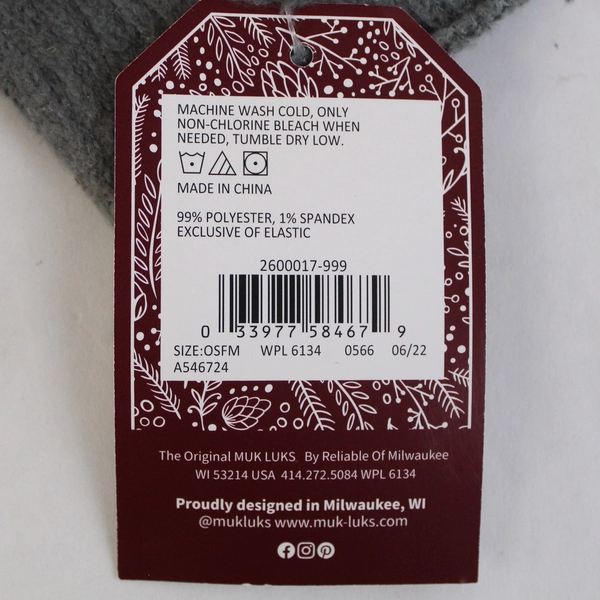 MACHINE WASH COLD, ONLY
NON-CHLORINE BLEACH WHEN
NEEDED, TUMBLE DRY LOW.
MADE IN CHINA
99% POLYESTER, 1% SPANDEX
EXCLUSIVE OF ELASTIC
2600017-999
0 33977 58467 9
SIZE:OSFM WPL 6134 0566 06/22
A546724
The Original MUK LUKS By Reliable Of Milwaukee
WI 53214 USA 414.272.5084 WPL 6134
Proudly designed in Milwaukee, WI
@mukluks www.muk-luks.com